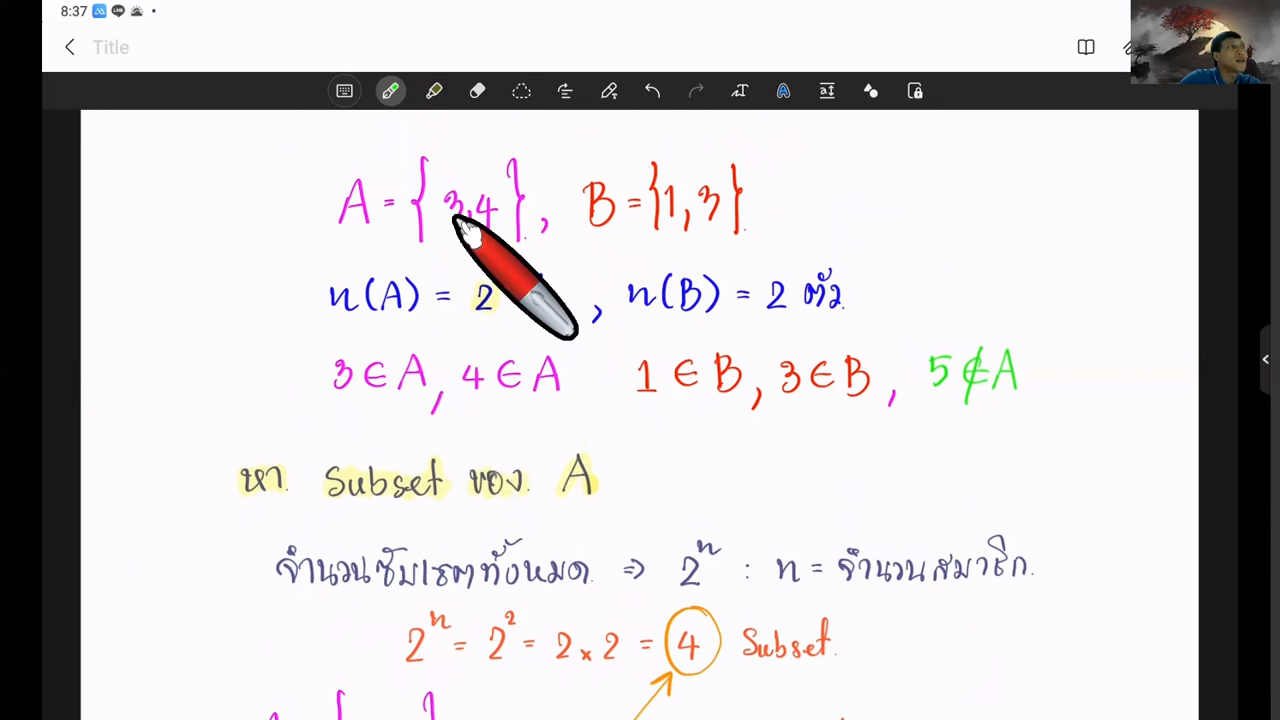 8:37
Title
A = { 3,4 }, B = {1, 3}
n(A) = 2 , n(B) = 2 ตัว
3 ∈ A, 4 ∈ A 1 ∈ B, 3 ∈ B, 5 ∉ A
หา Subset ของ A
จำนวนซับเซตทั้งหมด ⇒ 2ⁿ : n = จำนวนสมาชิก
2ⁿ = 2² = 2 × 2 = 4 Subset